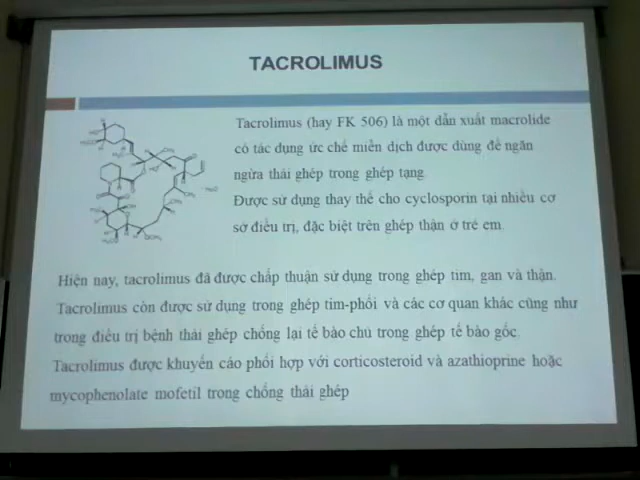 TACROLIMUS
Tacrolimus (hay FK 506) là một dẫn xuất macrolide
có tác dụng ức chế miễn dịch được dùng để ngăn
ngừa thải ghép trong ghép tạng.
Được sử dụng thay thế cho cyclosporin tại nhiều cơ
sở điều trị, đặc biệt trên ghép thận ở trẻ em.
Hiện nay, tacrolimus đã được chấp thuận sử dụng trong ghép tim, gan và thận.
Tacrolimus còn được sử dụng trong ghép tim-phổi và các cơ quan khác cũng như
trong điều trị bệnh thải ghép chống lại tế bào chủ trong ghép tế bào gốc.
Tacrolimus được khuyến cáo phối hợp với corticosteroid và azathioprine hoặc
mycophenolate mofetil trong chống thải ghép